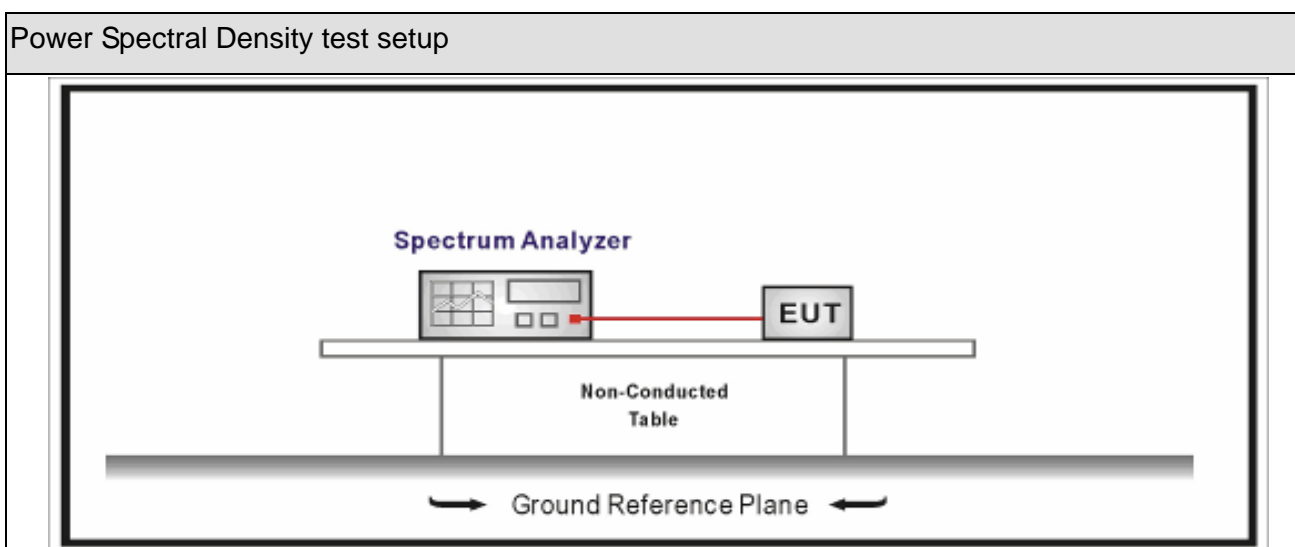 Power Spectral Density test setup
Spectrum Analyzer
EUT
Non-Conducted
Table
Ground Reference Plane